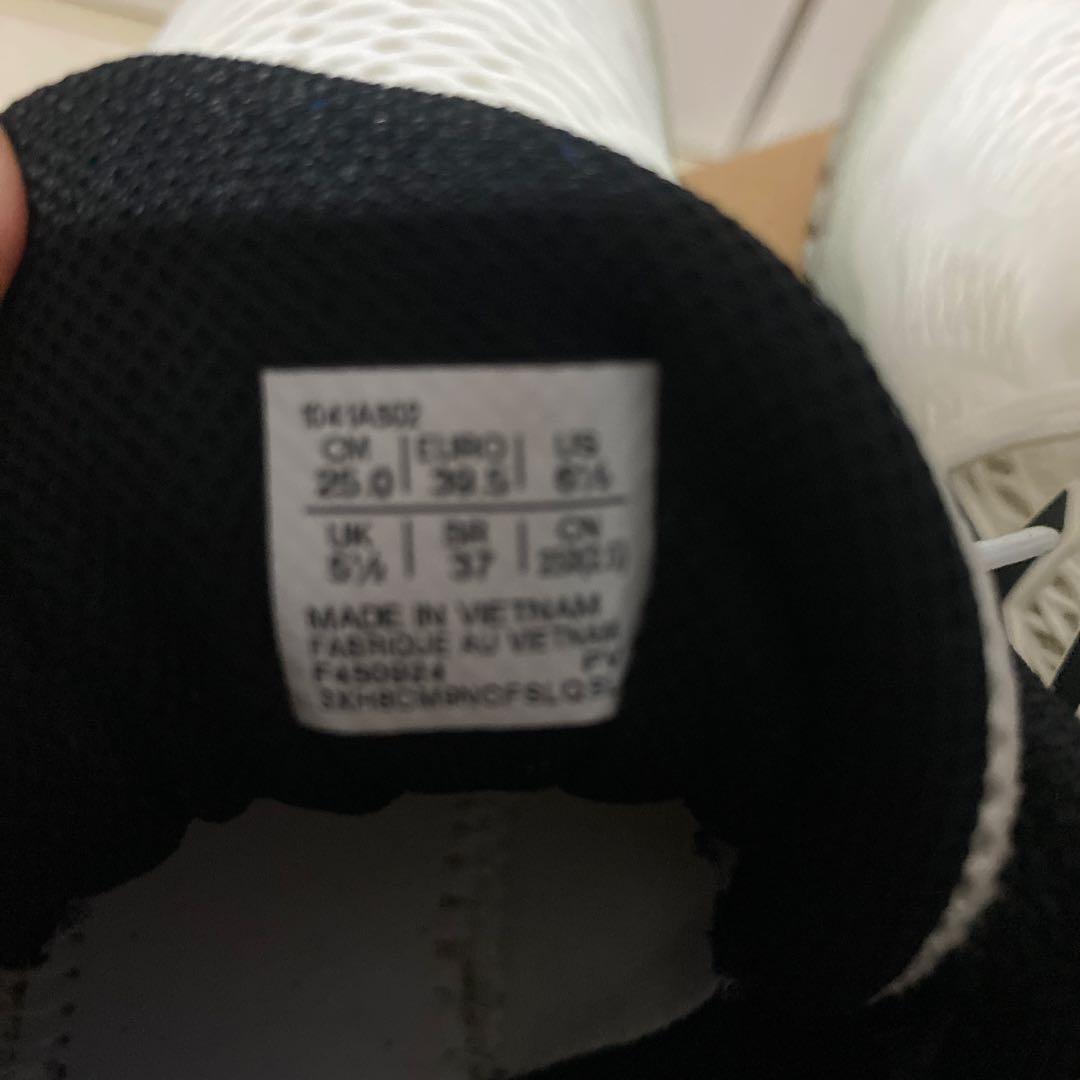 CM | EURO | US
25.0 | 39.5 | 6½
UK | BR | CN
5½ | 37 |
MADE IN VIETNAM
FABRIQUE AU VIETNAM
F450924